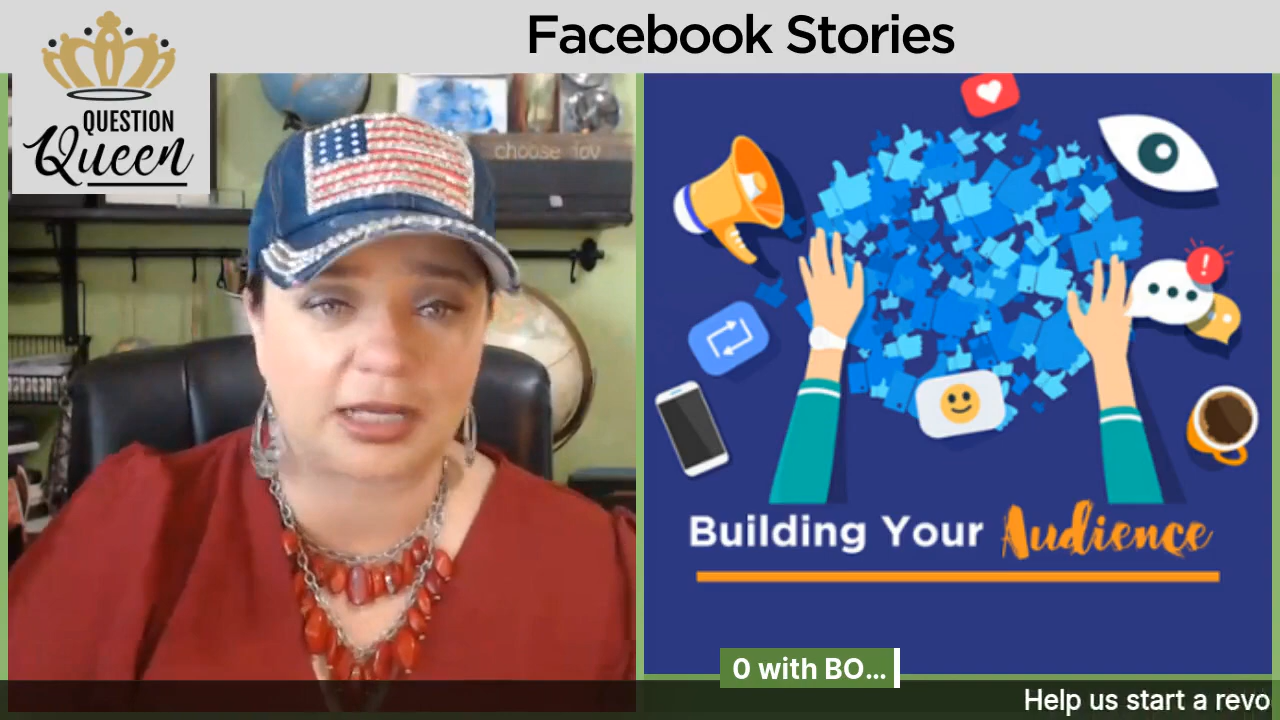 Facebook Stories
QUESTION
Queen
choose joy
Building Your Audience
0 with BO...
Help us start a revo